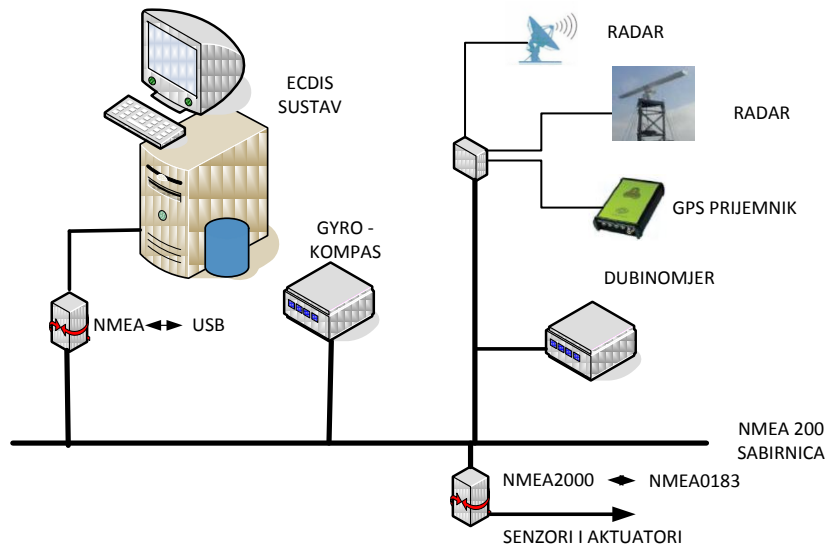 RADAR
ECDIS
SUSTAV
RADAR
GPS PRIJEMNIK
GYRO -
KOMPAS
DUBINOMJER
NMEA USB
NMEA 200
SABIRNICA
NMEA2000 NMEA0183
SENZORI I AKTUATORI